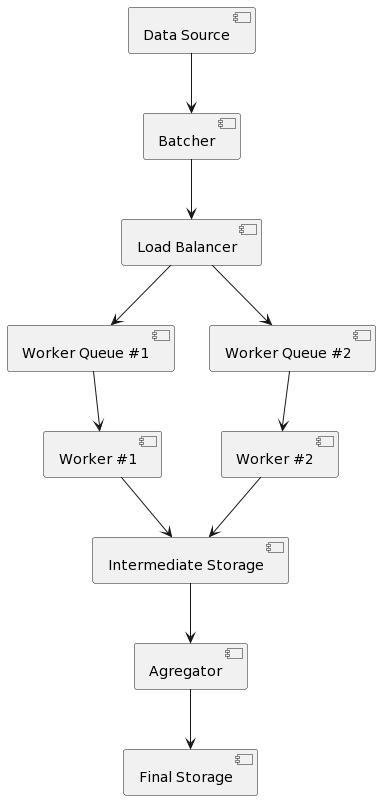 Data Source
Batcher
Load Balancer
Worker Queue #1
Worker Queue #2
Worker #1
Worker #2
Intermediate Storage
Agregator
Final Storage